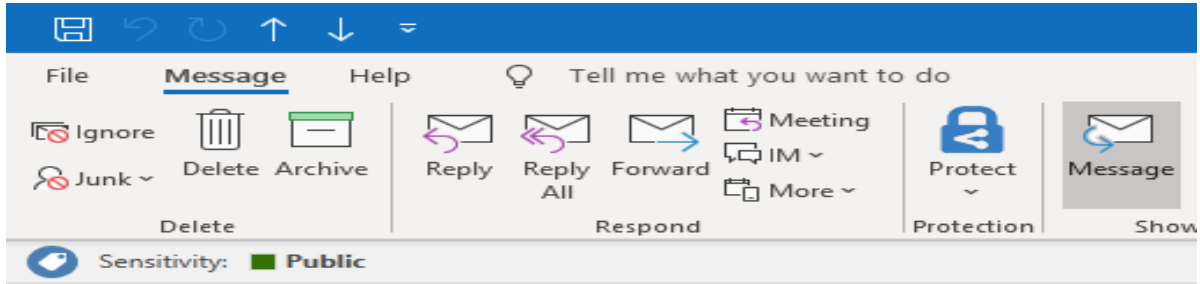 File Message Help Tell me what you want to do
Ignore
Junk
Delete Archive
Delete
Reply Reply All Forward
Meeting
IM
More
Respond
Protect
Protection
Message
Show
Sensitivity: Public